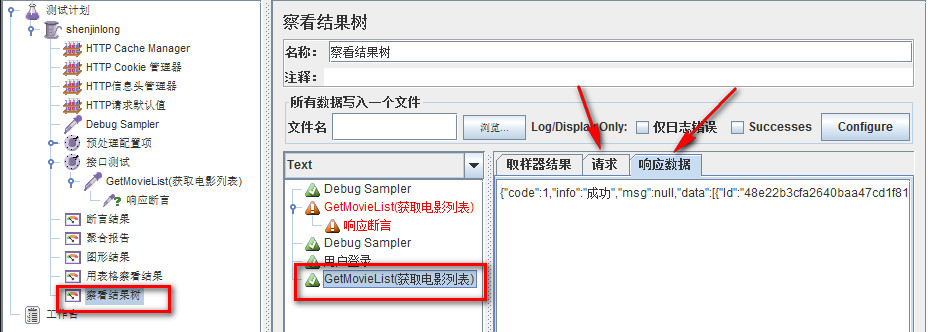 测试计划
shenjinlong
HTTP Cache Manager
HTTP Cookie 管理器
HTTP信息头管理器
HTTP请求默认值
Debug Sampler
预处理配置项
接口测试
GetMovieList(获取电影列表)
响应断言
断言结果
聚合报告
图形结果
用表格察看结果
察看结果树
工作台
察看结果树
名称： 察看结果树
注释：
所有数据写入一个文件
文件名 浏览... Log/Display Only: 仅日志错误 Successes Configure
Text
Debug Sampler
GetMovieList(获取电影列表)
响应断言
Debug Sampler
用户登录
GetMovieList(获取电影列表)
取样器结果 请求 响应数据
{"code":1,"info":"成功","msg":null,"data":[{"Id":"48e22b3cfa2640baa47cd1f81